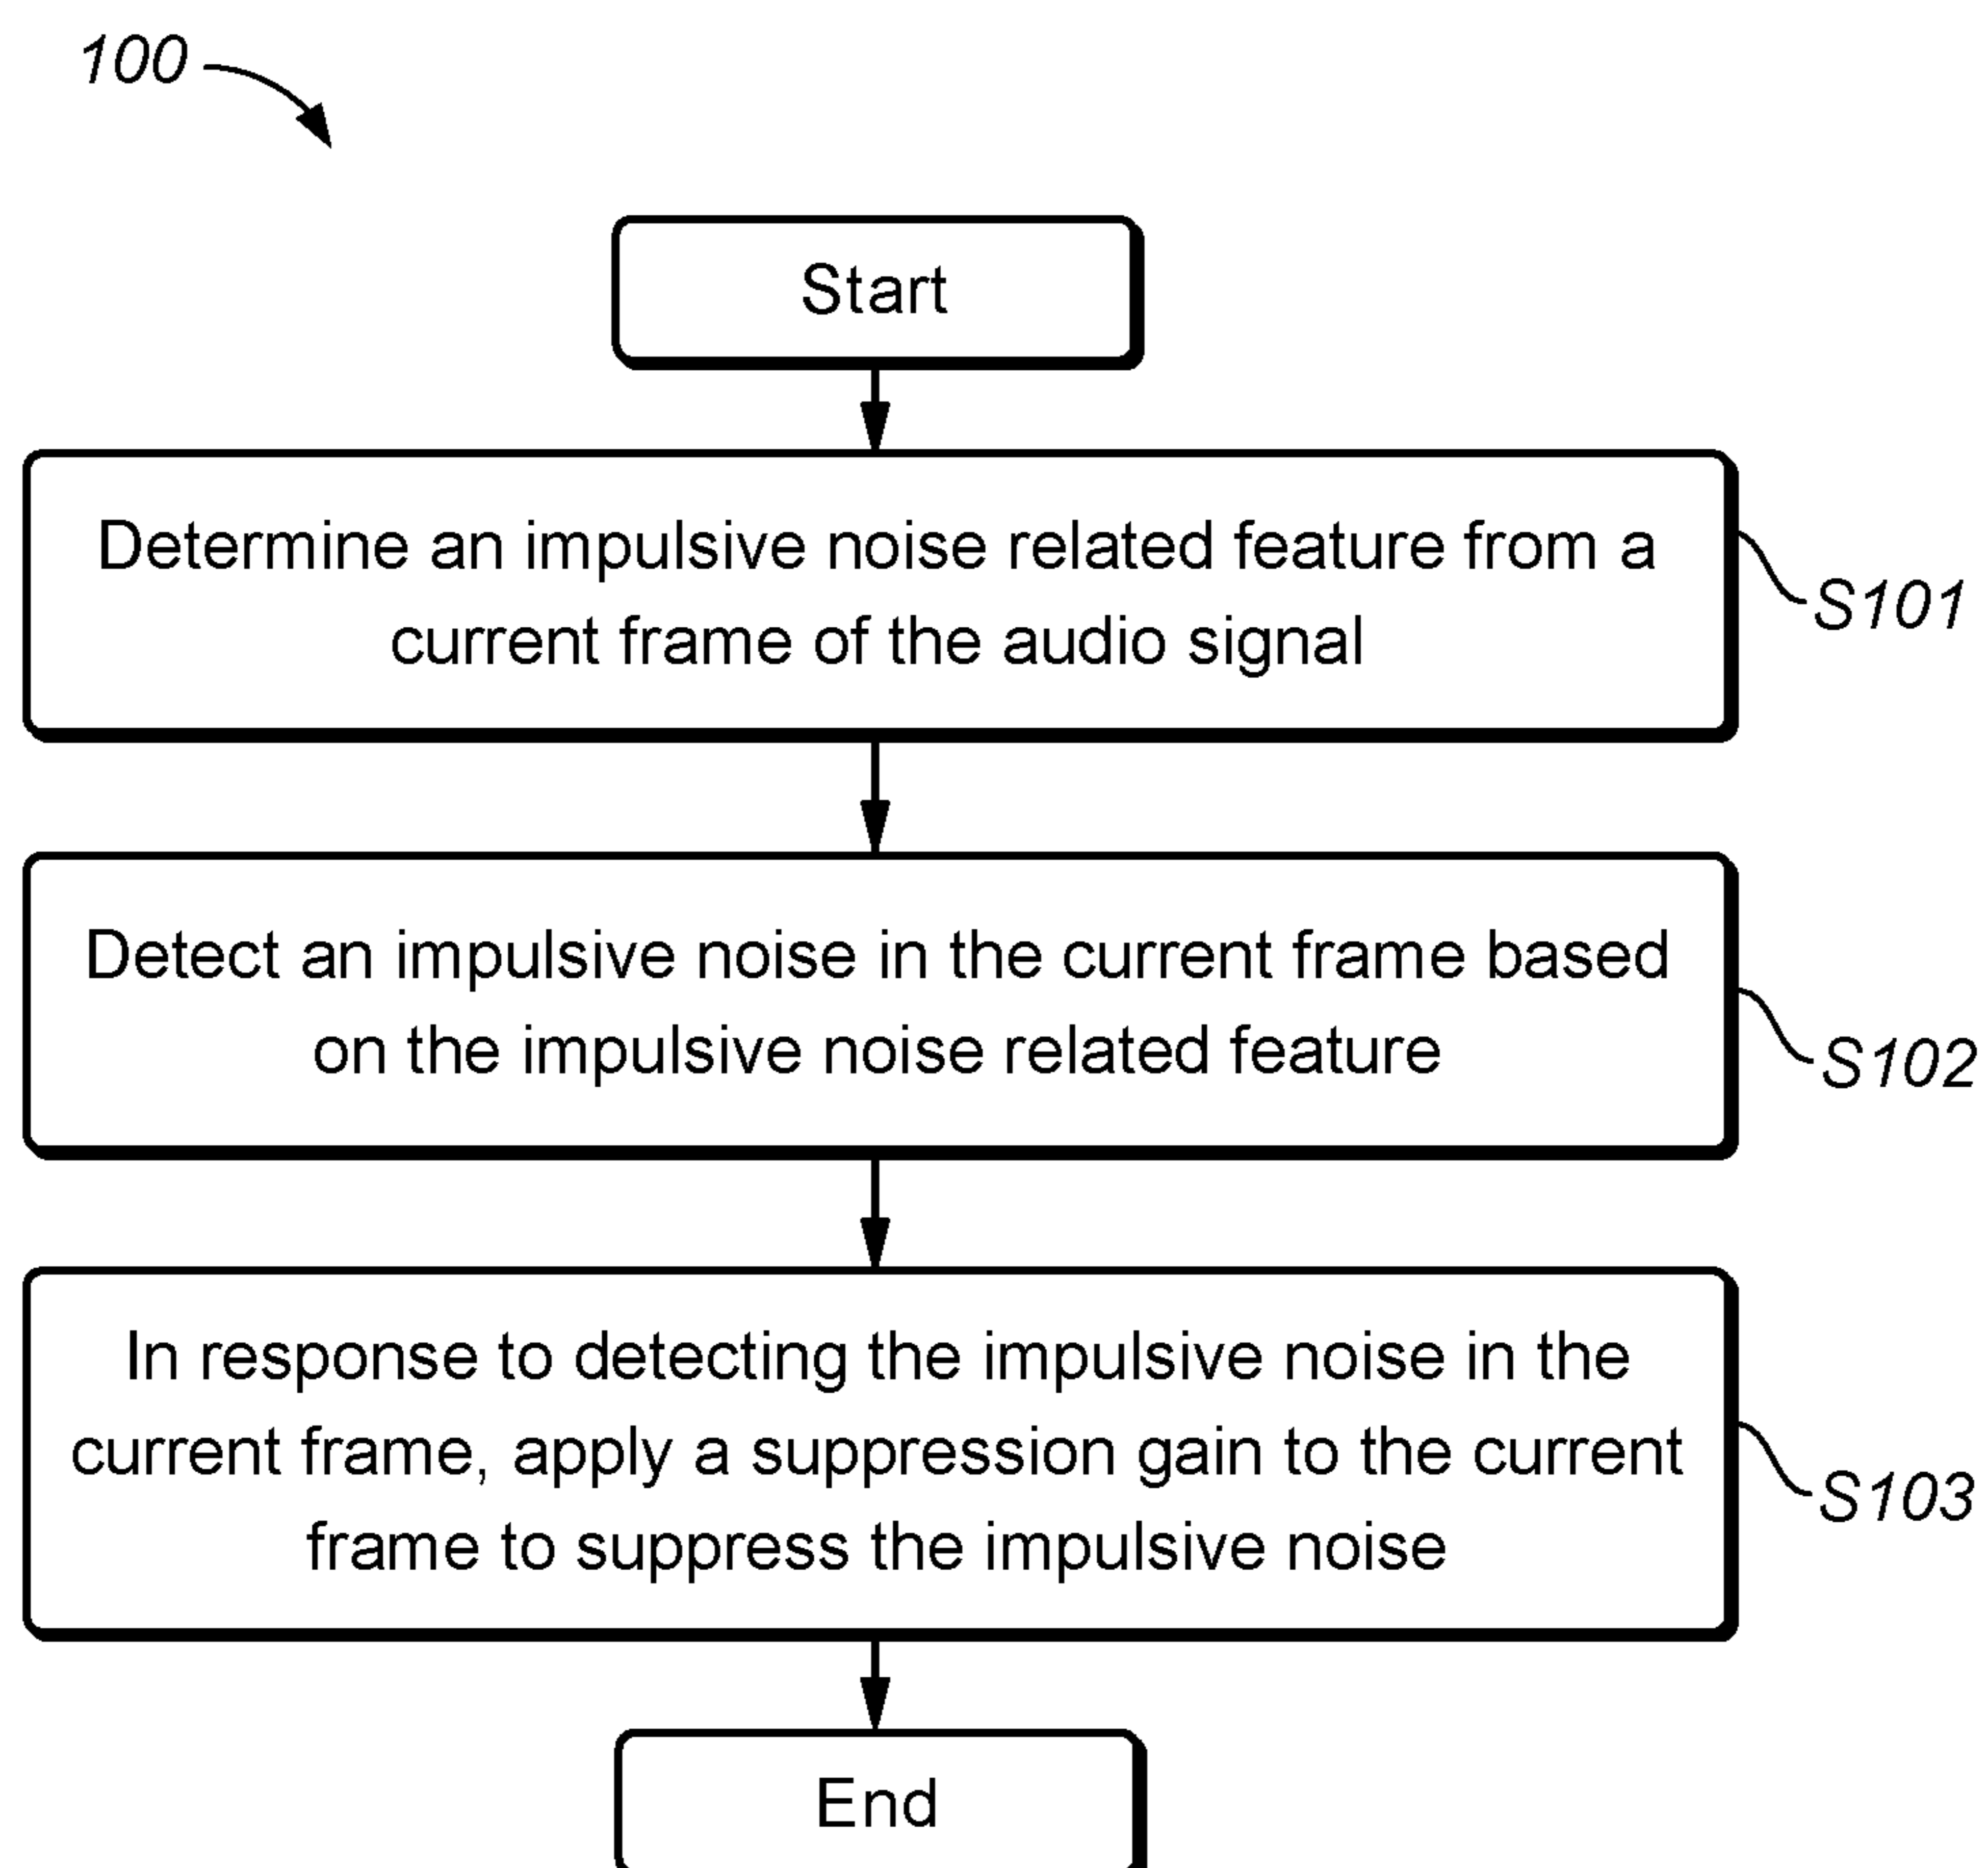 100
Start
Determine an impulsive noise related feature from a
current frame of the audio signal
S101
Detect an impulsive noise in the current frame based
on the impulsive noise related feature
S102
In response to detecting the impulsive noise in the
current frame, apply a suppression gain to the current
frame to suppress the impulsive noise
S103
End